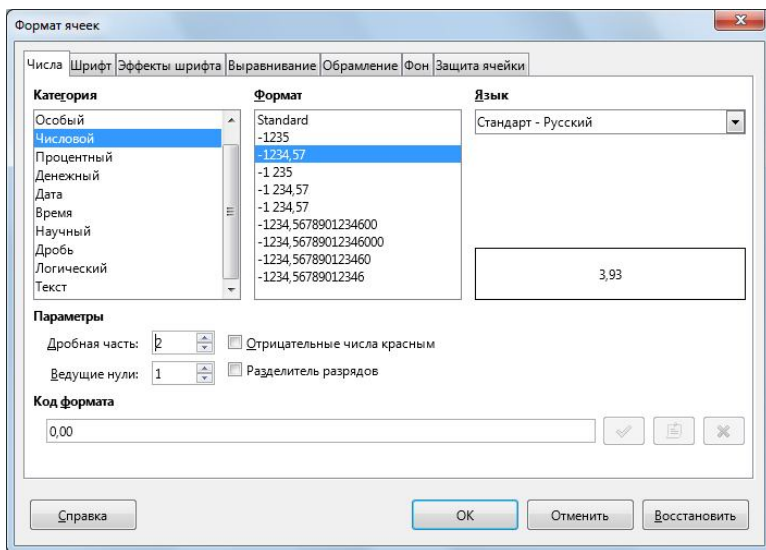 Формат ячеек
Числа Шрифт Эффекты шрифта Выравнивание Обрамление Фон Защита ячейки
Категория
Особый
Числовой
Процентный
Денежный
Дата
Время
Научный
Дробь
Логический
Текст
Формат
Standard
-1235
-1234,57
-1 235
-1 234,57
-1 234,57
-1234,5678901234600
-1234,56789012346000
-1234,567890123460
-1234,56789012346
Язык
Стандарт - Русский
3,93
Параметры
Дробная часть: 2
Отрицательные числа красным
Ведущие нули: 1
Разделитель разрядов
Код формата
0,00
Справка
ОК
Отменить
Восстановить